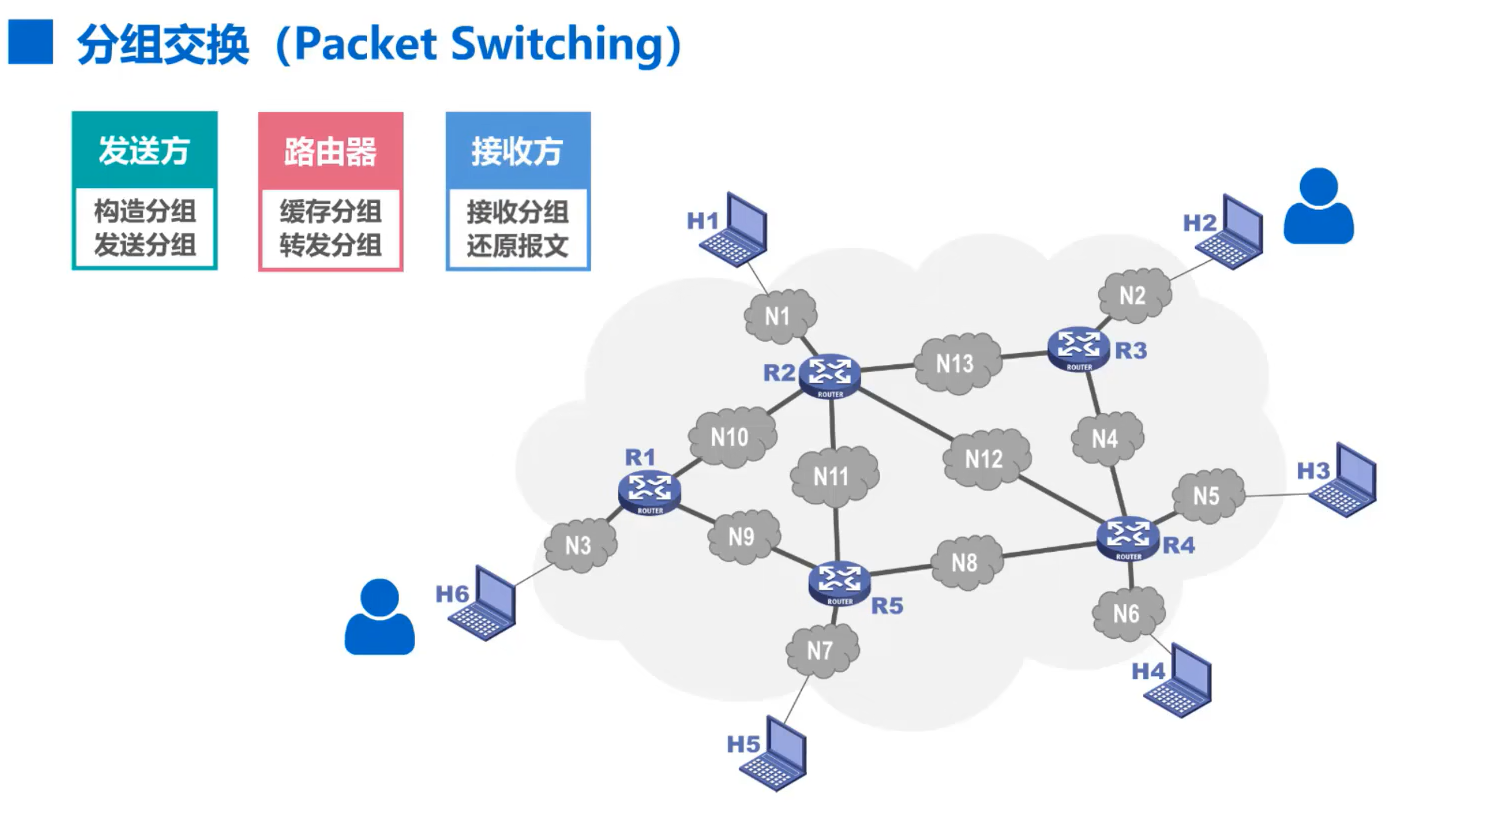 分组交换（Packet Switching）
发送方
构造分组
发送分组
路由器
缓存分组
转发分组
接收方
接收分组
还原报文
H1
H2
N2
N1
R3
ROUTER
R2
ROUTER
N13
N10
N4
N12
R1
ROUTER
N11
H3
N5
N3
N9
R4
ROUTER
N8
H6
R5
ROUTER
N6
N7
H4
H5